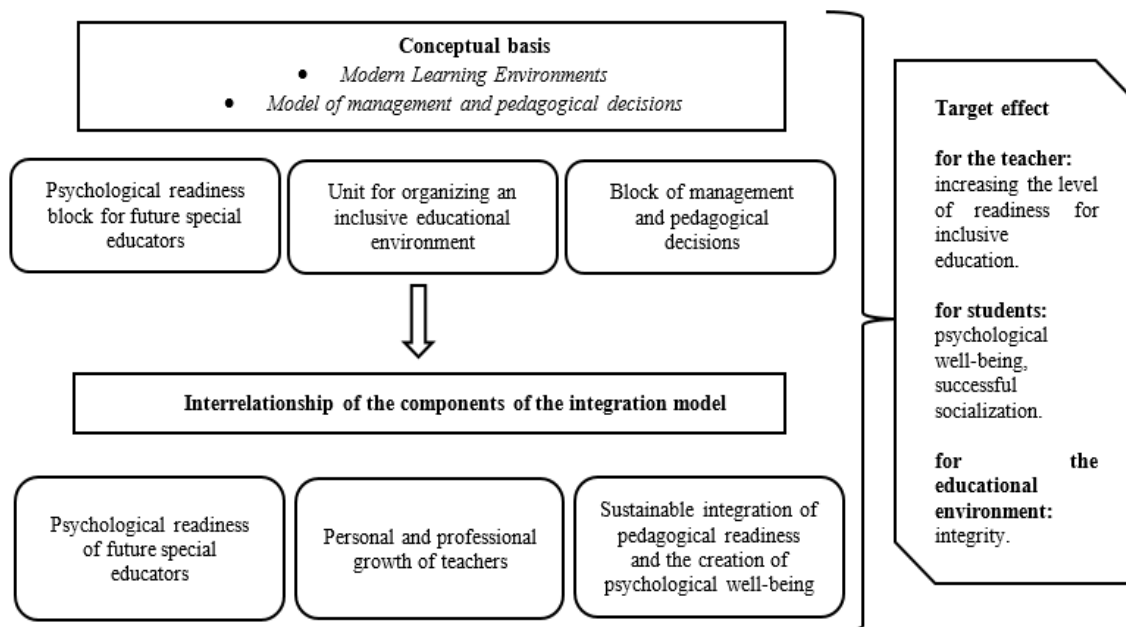 Conceptual basis
• Modern Learning Environments
• Model of management and pedagogical decisions
Psychological readiness
block for future special
educators
Unit for organizing an
inclusive educational
environment
Block of management
and pedagogical
decisions
Interrelationship of the components of the integration model
Psychological readiness
of future special
educators
Personal and professional
growth of teachers
Sustainable integration of
pedagogical readiness
and the creation of
psychological well-being
Target effect
for the teacher:
increasing the level
of readiness for
inclusive
education.
for students:
psychological
well-being,
successful
socialization.
for the
educational
environment:
integrity.